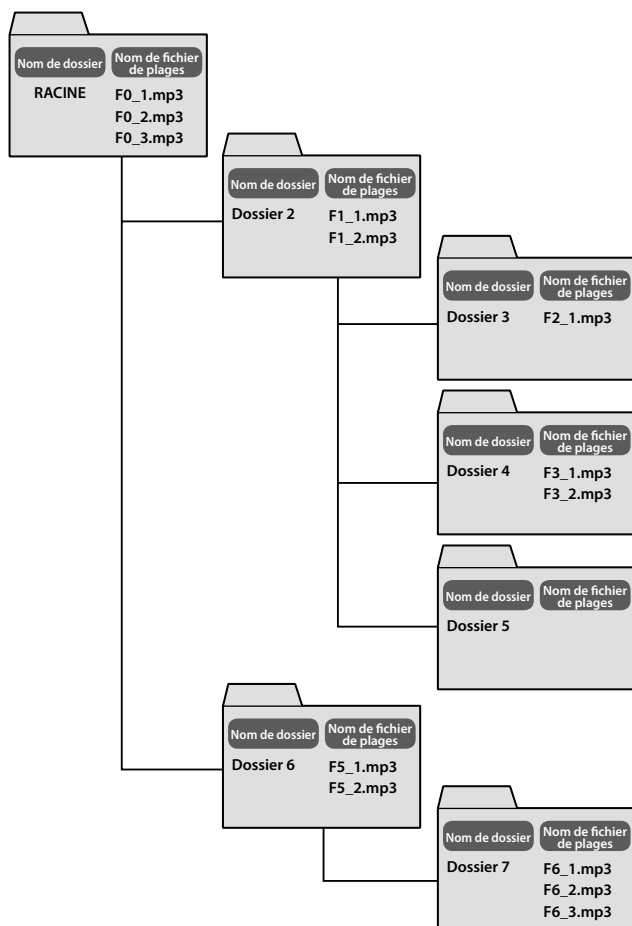 Nom de dossier
Nom de fichier
de plages
RACINE
F0_1.mp3
F0_2.mp3
F0_3.mp3
Nom de dossier
Nom de fichier
de plages
Dossier 2
F1_1.mp3
F1_2.mp3
Nom de dossier
Nom de fichier
de plages
Dossier 3
F2_1.mp3
Nom de dossier
Nom de fichier
de plages
Dossier 4
F3_1.mp3
F3_2.mp3
Nom de dossier
Nom de fichier
de plages
Dossier 5
Nom de dossier
Nom de fichier
de plages
Dossier 6
F5_1.mp3
F5_2.mp3
Nom de dossier
Nom de fichier
de plages
Dossier 7
F6_1.mp3
F6_2.mp3
F6_3.mp3